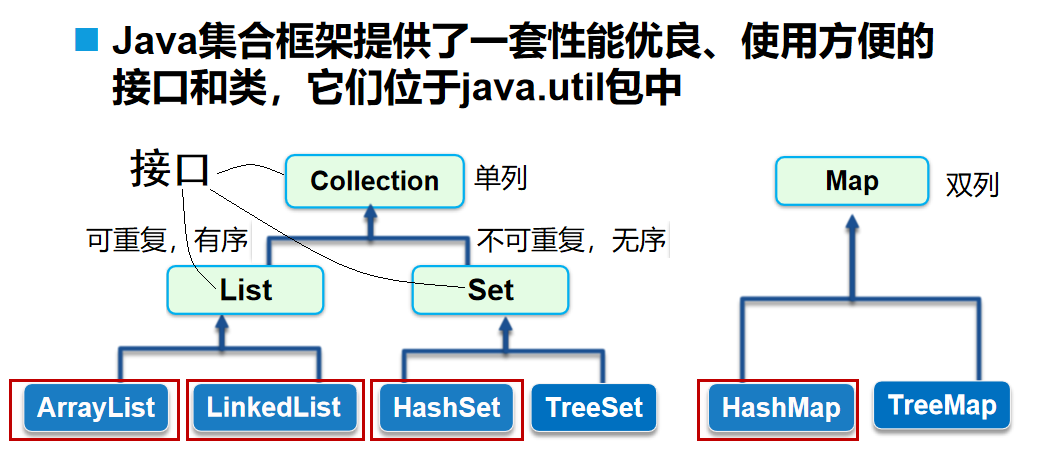 Java集合框架提供了一套性能优良、使用方便的
接口和类，它们位于java.util包中
接口
Collection
单列
Map
双列
可重复，有序
不可重复，无序
List
Set
ArrayList
LinkedList
HashSet
TreeSet
HashMap
TreeMap